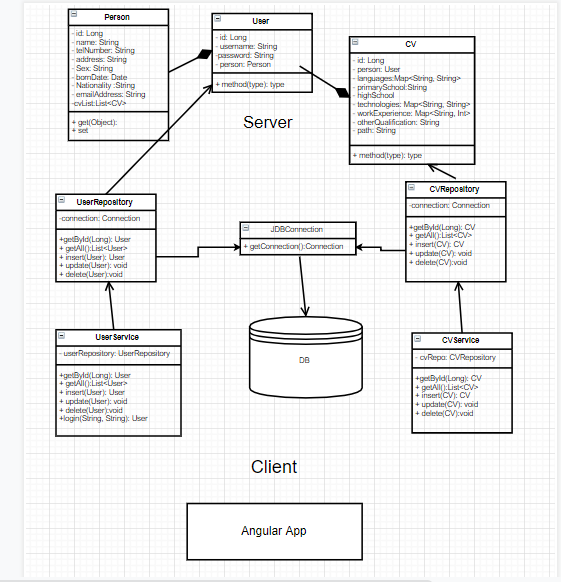 Person
- id: Long
- name: String
- telNumber: String
- address: String
- Sex: String
- bornDate: Date
- Nationality :String
- emailAddress: String
-cvList:List<CV>
+ get(Object):
+ set
User
- id: Long
- username: String
-password: String
- person: Person
+ method(type): type
CV
- id: Long
- person: User
- languages:Map<String, String>
- primarySchool:String
- highSchool
- technologies: Map<String, String>
- workExperience: Map<String, Int>
- otherQualification: String
- path: String
+ method(type): type
Server
UserRepository
-connection: Connection
+getById(Long): User
+ getAll():List<User>
+ insert(User): User
+ update(User): void
+ delete(User):void
JDBConnection
+ getConnection():Connection
CVRepository
-connection: Connection
+getById(Long): CV
+ getAll():List<CV>
+ insert(CV): CV
+ update(CV): void
+ delete(CV):void
DB
UserService
- userRepository: UserRepository
+getById(Long): User
+ getAll():List<User>
+ insert(User): User
+ update(User): void
+ delete(User):void
+login(String, String): User
CVService
- cvRepo: CVRepository
+getById(Long): CV
+ getAll():List<CV>
+ insert(CV): CV
+ update(CV): void
+ delete(CV):void
Client
Angular App